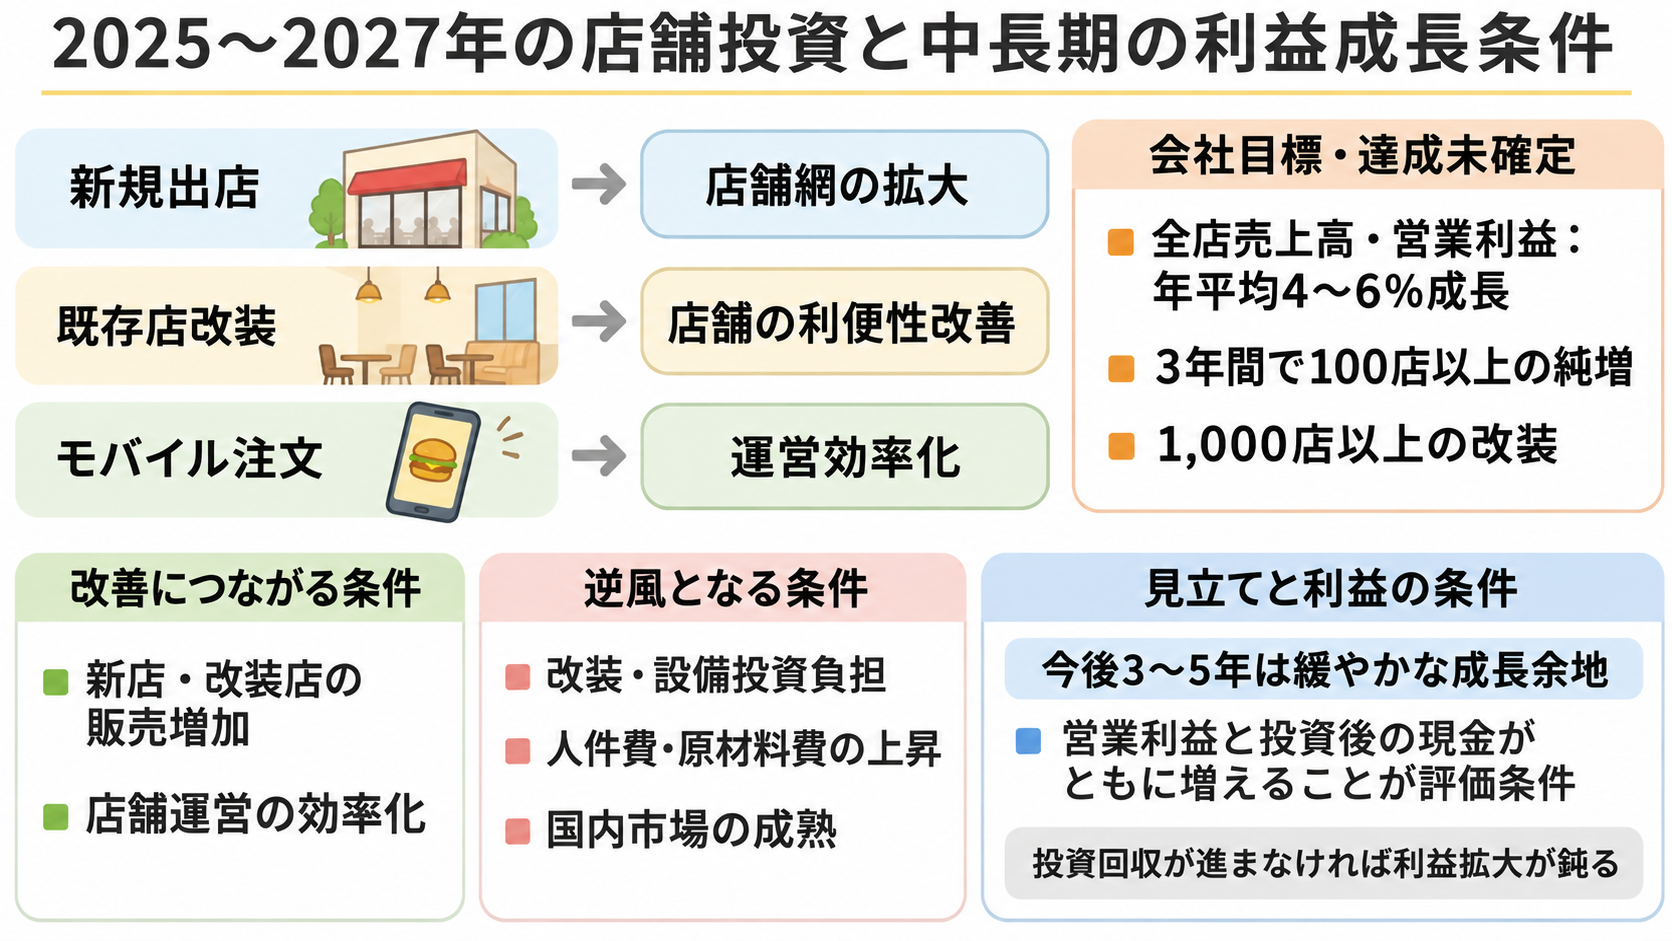 2025〜2027年の店舗投資と中長期の利益成長条件
新規出店
店舗網の拡大
既存店改装
店舗の利便性改善
モバイル注文
運営効率化
会社目標・達成未確定
全店売上高・営業利益：
年平均4〜6%成長
3年間で100店以上の純増
1,000店以上の改装
改善につながる条件
新店・改装店の
販売増加
店舗運営の効率化
逆風となる条件
改装・設備投資負担
人件費・原材料費の上昇
国内市場の成熟
見立てと利益の条件
今後3〜5年は緩やかな成長余地
営業利益と投資後の現金が
ともに増えることが評価条件
投資回収が進まなければ利益拡大が鈍る